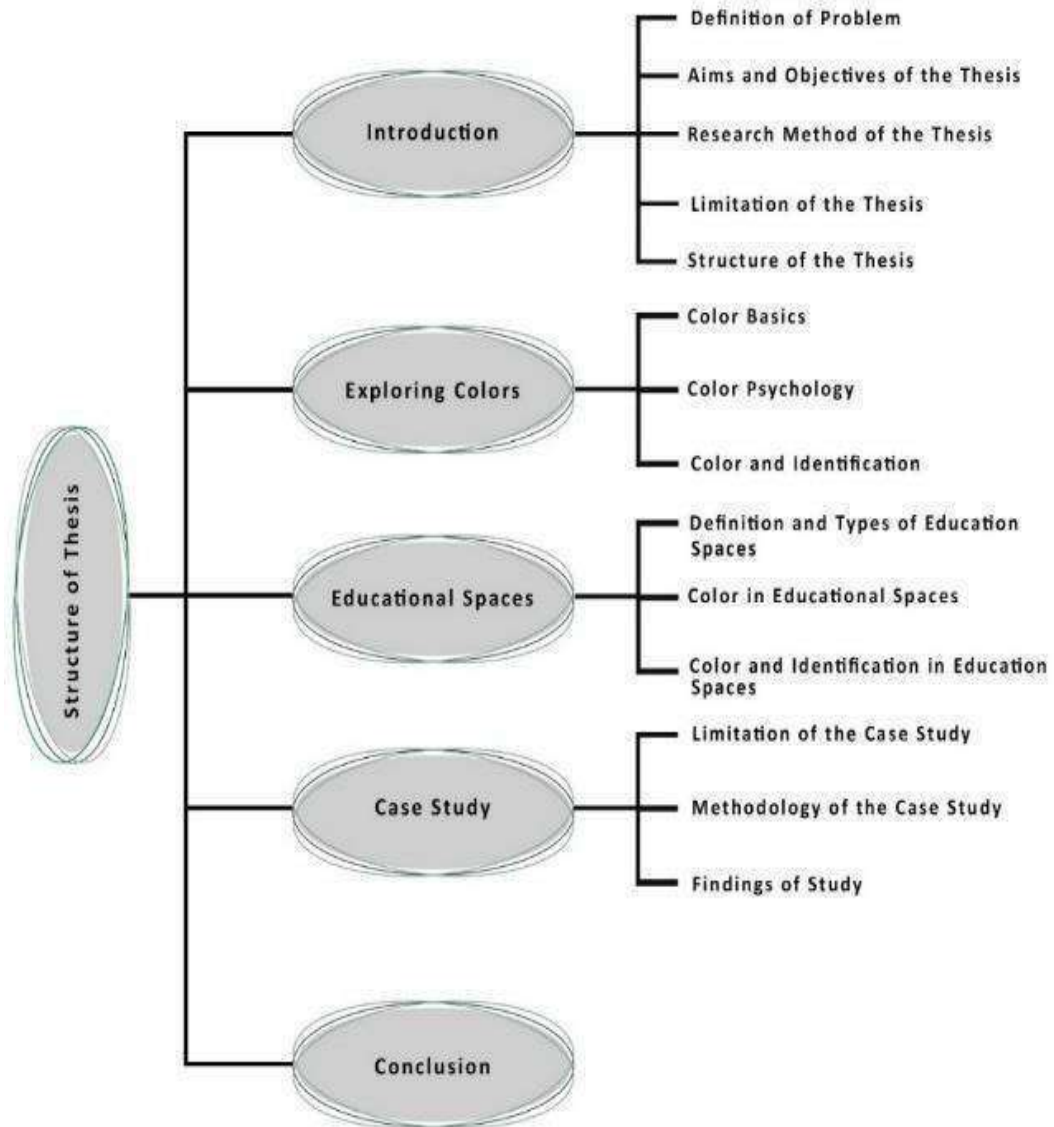 Structure of Thesis
Introduction
Definition of Problem
Aims and Objectives of the Thesis
Research Method of the Thesis
Limitation of the Thesis
Structure of the Thesis
Exploring Colors
Color Basics
Color Psychology
Color and Identification
Educational Spaces
Definition and Types of Education
Spaces
Color in Educational Spaces
Color and Identification in Education
Spaces
Case Study
Limitation of the Case Study
Methodology of the Case Study
Findings of Study
Conclusion